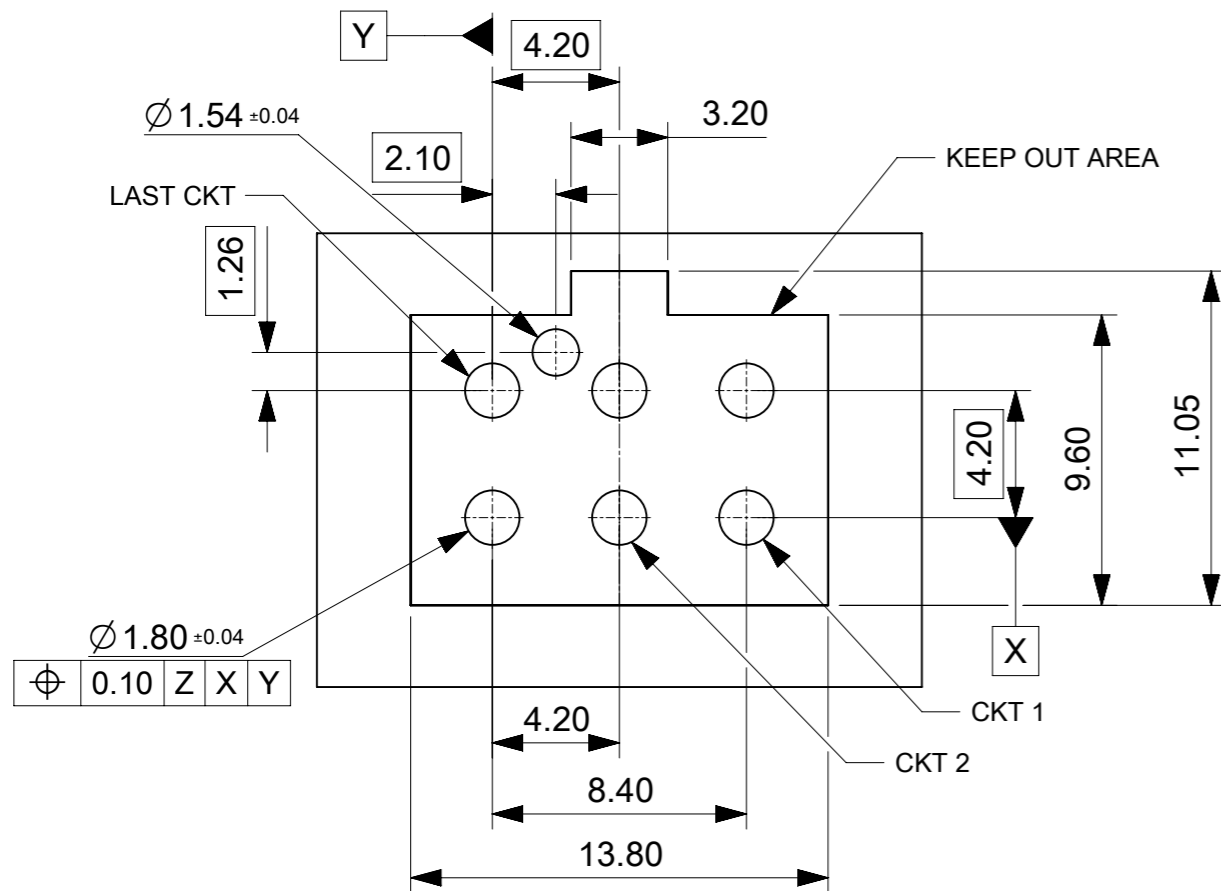 Y
4.20
∅ 1.54 ±0.04
3.20
2.10
KEEP OUT AREA
LAST CKT
1.26
4.20
9.60
11.05
∅ 1.80 ±0.04
⌖ 0.10 Z X Y
X
CKT 1
4.20
CKT 2
8.40
13.80